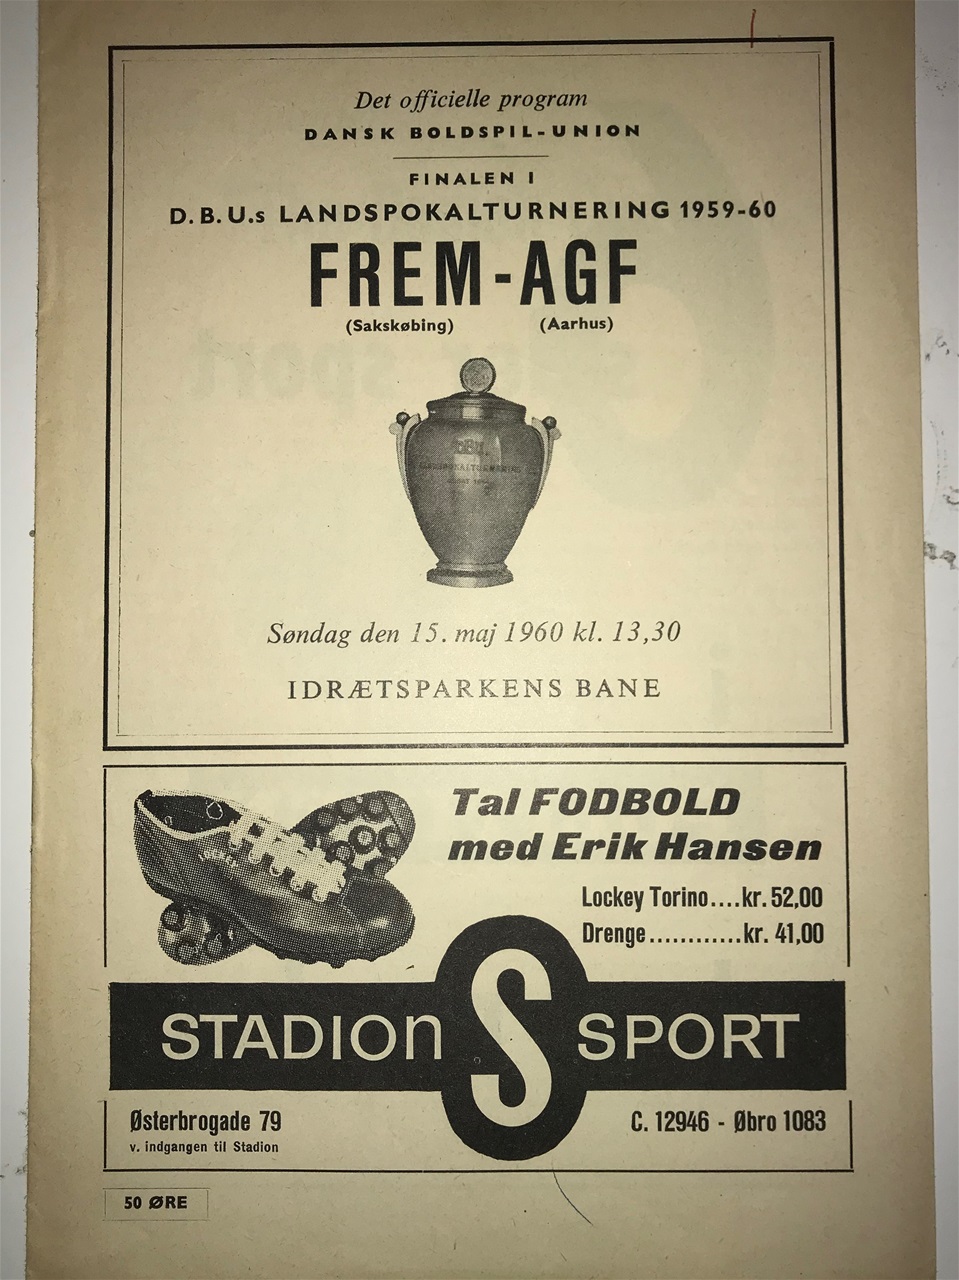 Det officielle program
DANSK BOLDSPIL-UNION
FINALEN I
D.B.U.s LANDSPOKALTURNERING 1959-60
FREM-AGF
(Sakskøbing) (Aarhus)
LANDSPOKALTURNERING
Søndag den 15. maj 1960 kl. 13,30
IDRÆTSPARKENS BANE
Tal FODBOLD
med Erik Hansen
Lockey Torino....kr. 52,00
Drenge............kr. 41,00
STADION S SPORT
Østerbrogade 79
v. indgangen til Stadion
C. 12946 - Øbro 1083
50 ØRE